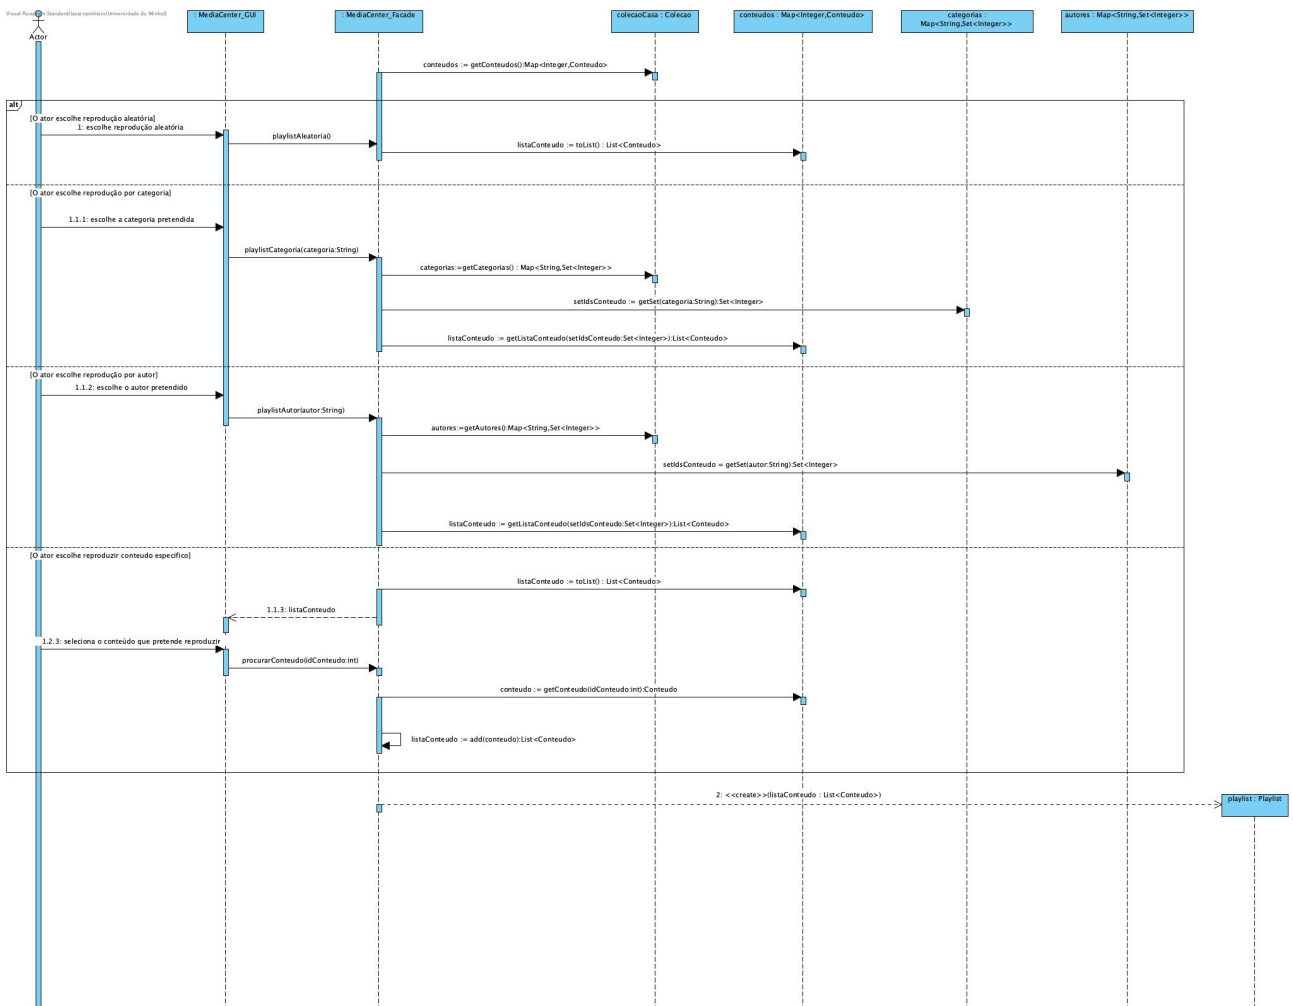 Visual Paradigm Standard(lazaropinheiro(Universidade do Minho))
Actor
: MediaCenter_GUI
: MediaCenter_Facade
colecaoCasa : Colecao
conteudos : Map<Integer,Conteudo>
categorias :
Map<String,Set<Integer>>
autores : Map<String,Set<Integer>>
conteudos := getConteudos():Map<Integer,Conteudo>
alt
[O ator escolhe reprodução aleatória]
1: escolhe reprodução aleatória
playlistAleatoria()
listaConteudo := toList() : List<Conteudo>
[O ator escolhe reprodução por categoria]
1.1.1: escolhe a categoria pretendida
playlistCategoria(categoria:String)
categorias:=getCategorias() : Map<String,Set<Integer>>
setIdsConteudo := getSet(categoria:String):Set<Integer>
listaConteudo := getListaConteudo(setIdsConteudo:Set<Integer>):List<Conteudo>
[O ator escolhe reprodução por autor]
1.1.2: escolhe o autor pretendido
playlistAutor(autor:String)
autores:=getAutores():Map<String,Set<Integer>>
setIdsConteudo = getSet(autor:String):Set<Integer>
listaConteudo := getListaConteudo(setIdsConteudo:Set<Integer>):List<Conteudo>
[O ator escolhe reproduzir conteudo especifico]
listaConteudo := toList() : List<Conteudo>
1.1.3: listaConteudo
1.2.3: seleciona o conteúdo que pretende reproduzir
procurarConteudo(idConteudo:int)
conteudo := getConteudo(idConteudo:int):Conteudo
listaConteudo := add(conteudo):List<Conteudo>
2: <<create>>(listaConteudo : List<Conteudo>)
playlist : Playlist